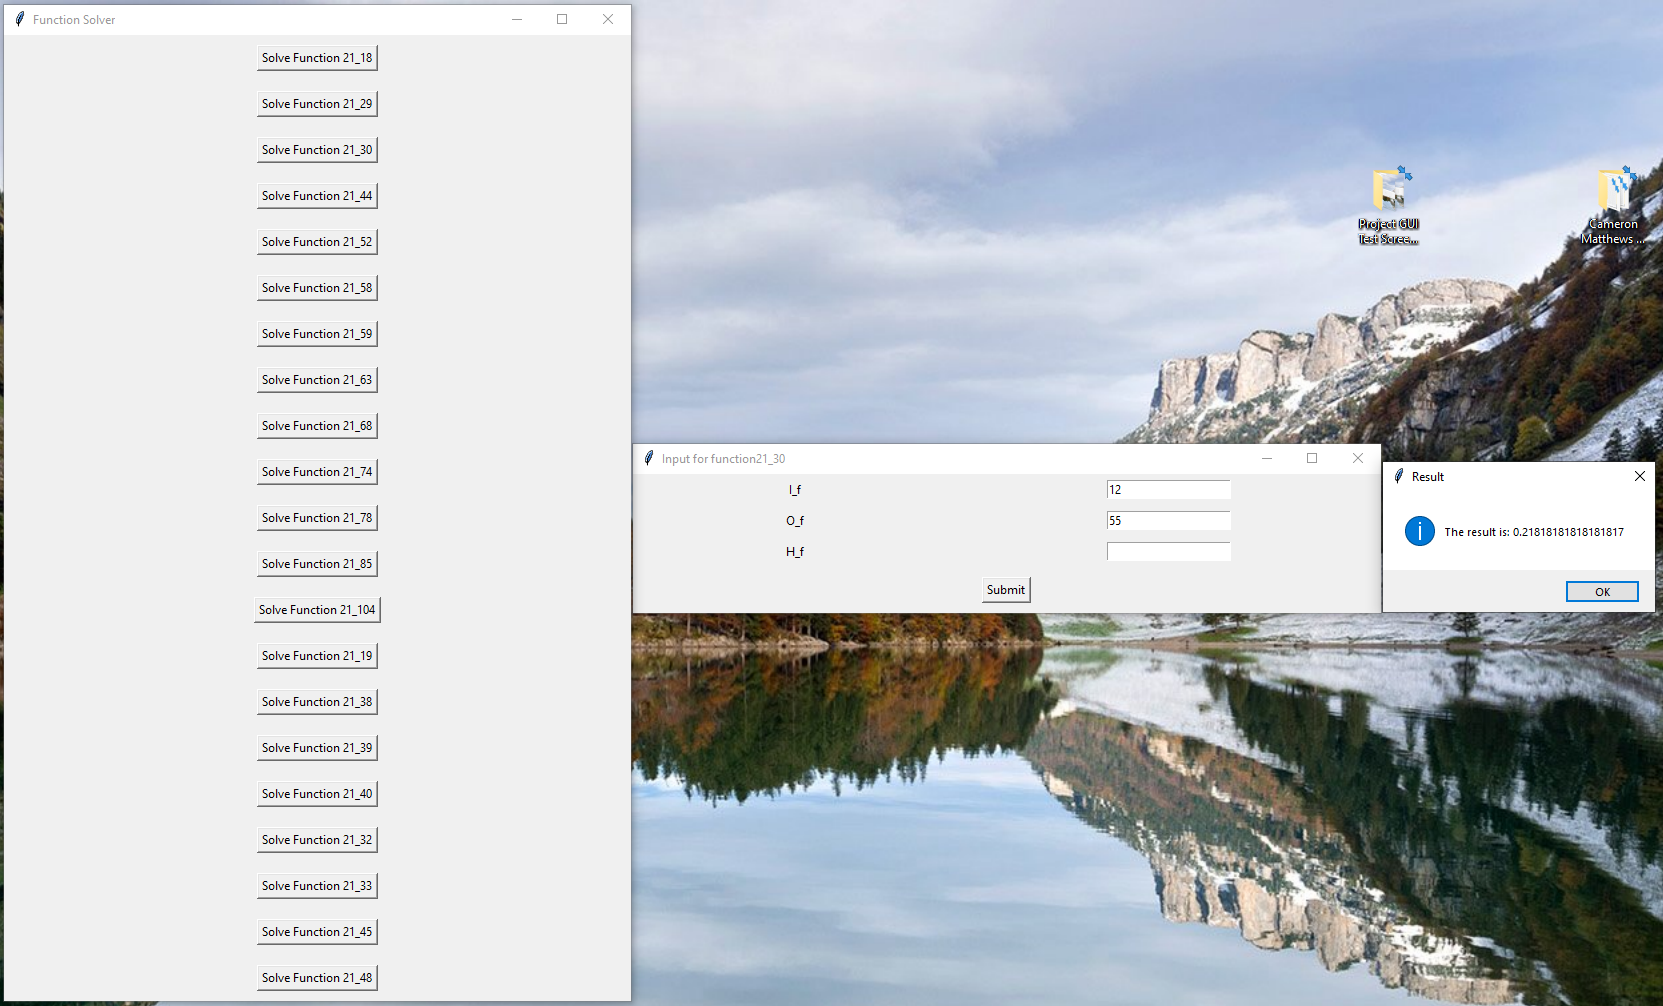 Function Solver
Solve Function 21_18
Solve Function 21_29
Solve Function 21_30
Solve Function 21_44
Solve Function 21_52
Solve Function 21_58
Solve Function 21_59
Solve Function 21_63
Solve Function 21_68
Solve Function 21_74
Solve Function 21_78
Solve Function 21_85
Solve Function 21_104
Solve Function 21_19
Solve Function 21_38
Solve Function 21_39
Solve Function 21_40
Solve Function 21_32
Solve Function 21_33
Solve Function 21_45
Solve Function 21_48
Project GUI
Test Scree...
Cameron
Matthews ...
Input for function21_30
I_f 12
O_f 55
H_f
Submit
Result
The result is: 0.21818181818181817
OK